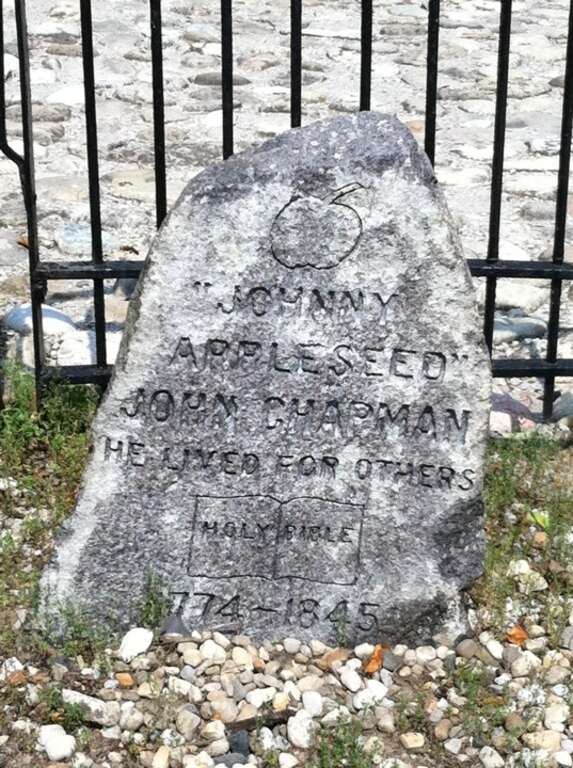 "JOHNNY
APPLESEED"
JOHN CHAPMAN
HE LIVED FOR OTHERS
HOLY BIBLE
1774-1845